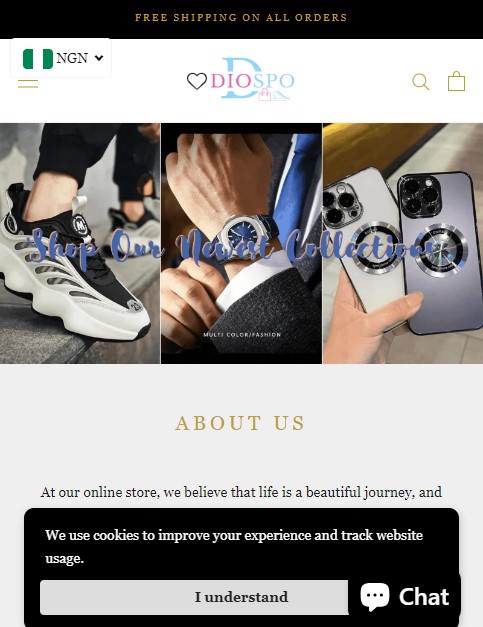 FREE SHIPPING ON ALL ORDERS
NGN
DIOSPO
Shop Our Newest Collections
MULTI COLOR/FASHION
ABOUT US
At our online store, we believe that life is a beautiful journey, and
We use cookies to improve your experience and track website
usage.
I understand
Chat